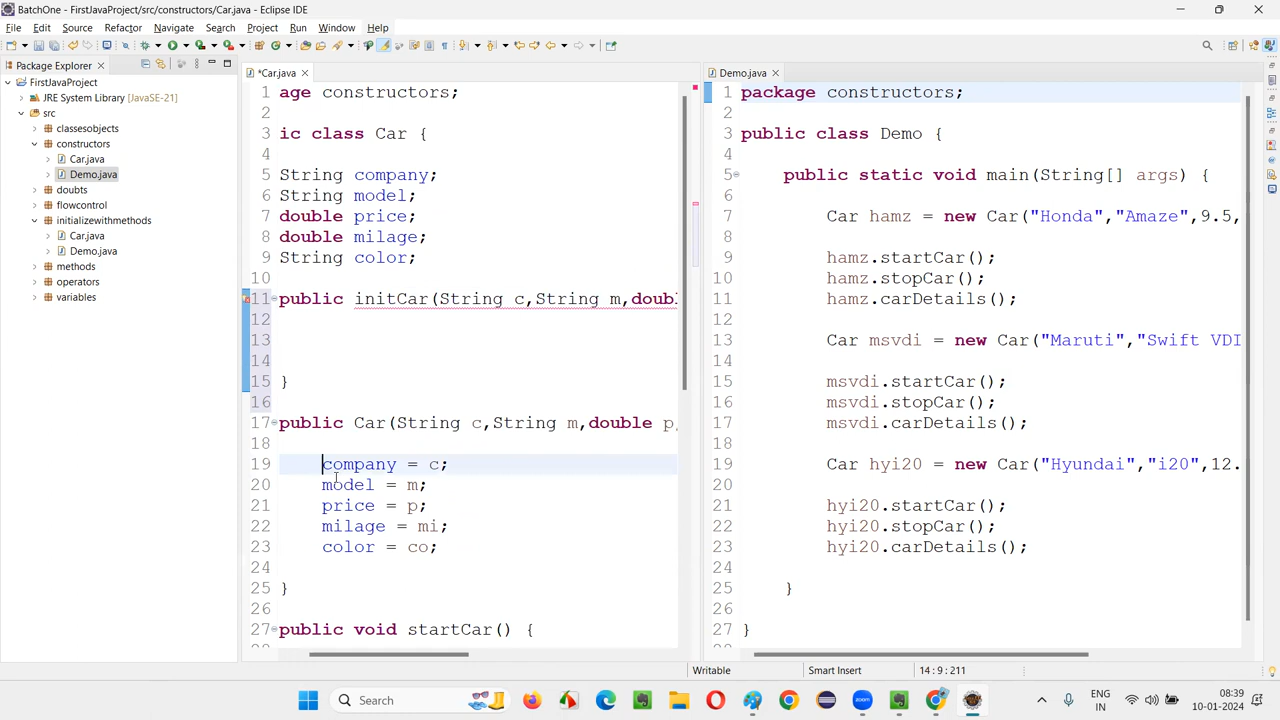 BatchOne - FirstJavaProject/src/constructors/Car.java - Eclipse IDE
File Edit Source Refactor Navigate Search Project Run Window Help
Package Explorer
FirstJavaProject
JRE System Library [JavaSE-21]
src
classesobjects
constructors
Car.java
Demo.java
doubts
flowcontrol
initializewithmethods
Car.java
Demo.java
methods
operators
variables
*Car.java
1 age constructors;
2
3 ic class Car {
4
5 String company;
6 String model;
7 double price;
8 double milage;
9 String color;
10
11 public initCar(String c,String m,doubl
12
13
14
15 }
16
17 public Car(String c,String m,double p,
18
19 company = c;
20 model = m;
21 price = p;
22 milage = mi;
23 color = co;
24
25 }
26
27 public void startCar() {
Demo.java
1 package constructors;
2
3 public class Demo {
4
5 public static void main(String[] args) {
6
7 Car hamz = new Car("Honda","Amaze",9.5,
8
9 hamz.startCar();
10 hamz.stopCar();
11 hamz.carDetails();
12
13 Car msvdi = new Car("Maruti","Swift VDI
14
15 msvdi.startCar();
16 msvdi.stopCar();
17 msvdi.carDetails();
18
19 Car hyi20 = new Car("Hyundai","i20",12.
20
21 hyi20.startCar();
22 hyi20.stopCar();
23 hyi20.carDetails();
24
25 }
26
27 }
Writable Smart Insert 14 : 9 : 211
Search
ENG
IN
08:39
10-01-2024